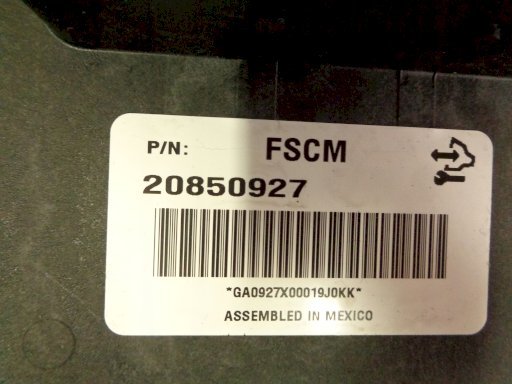 P/N: FSCM
20850927
*GA0927X00019J0KK*
ASSEMBLED IN MEXICO